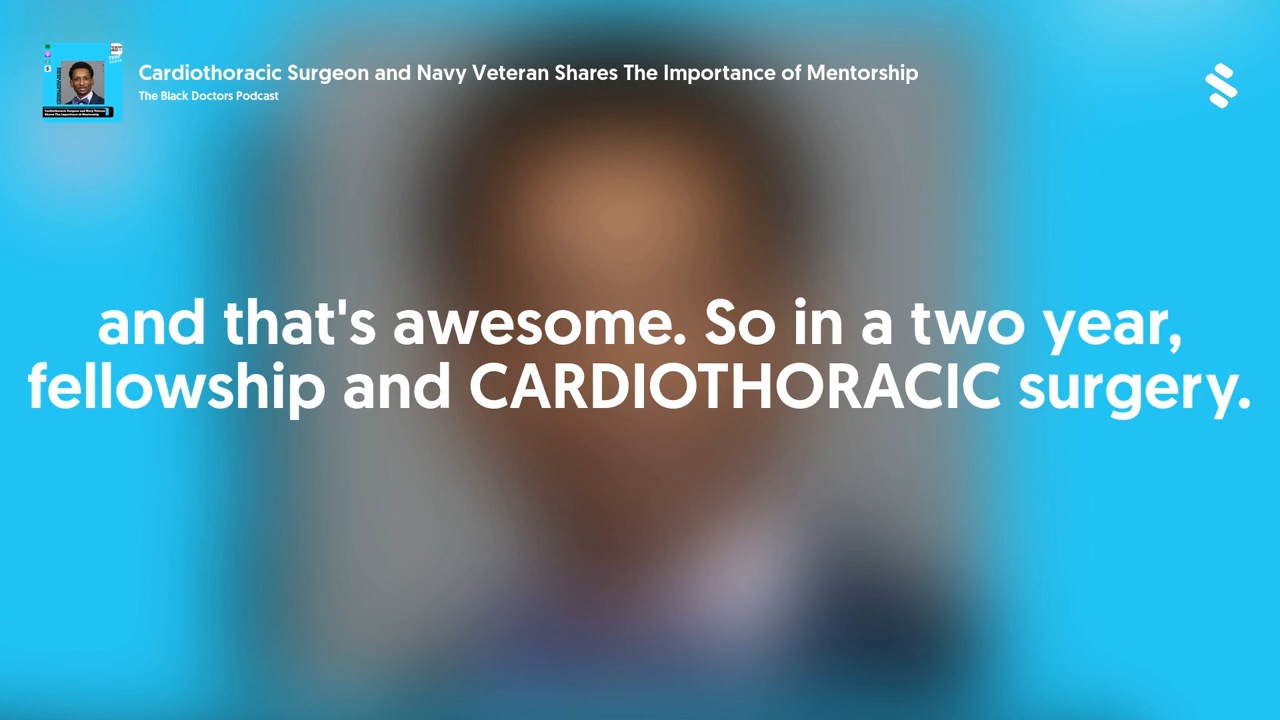 Cardiothoracic Surgeon and Navy Veteran Shares The Importance of Mentorship
The Black Doctors Podcast
and that's awesome. So in a two year,
fellowship and CARDIOTHORACIC surgery.